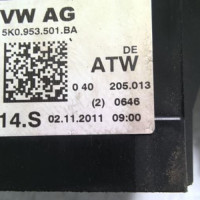 VW AG
5K0.953.501.BA
DE
ATW
0 40 205.013
(2) 0646
14.S 02.11.2011 09:00